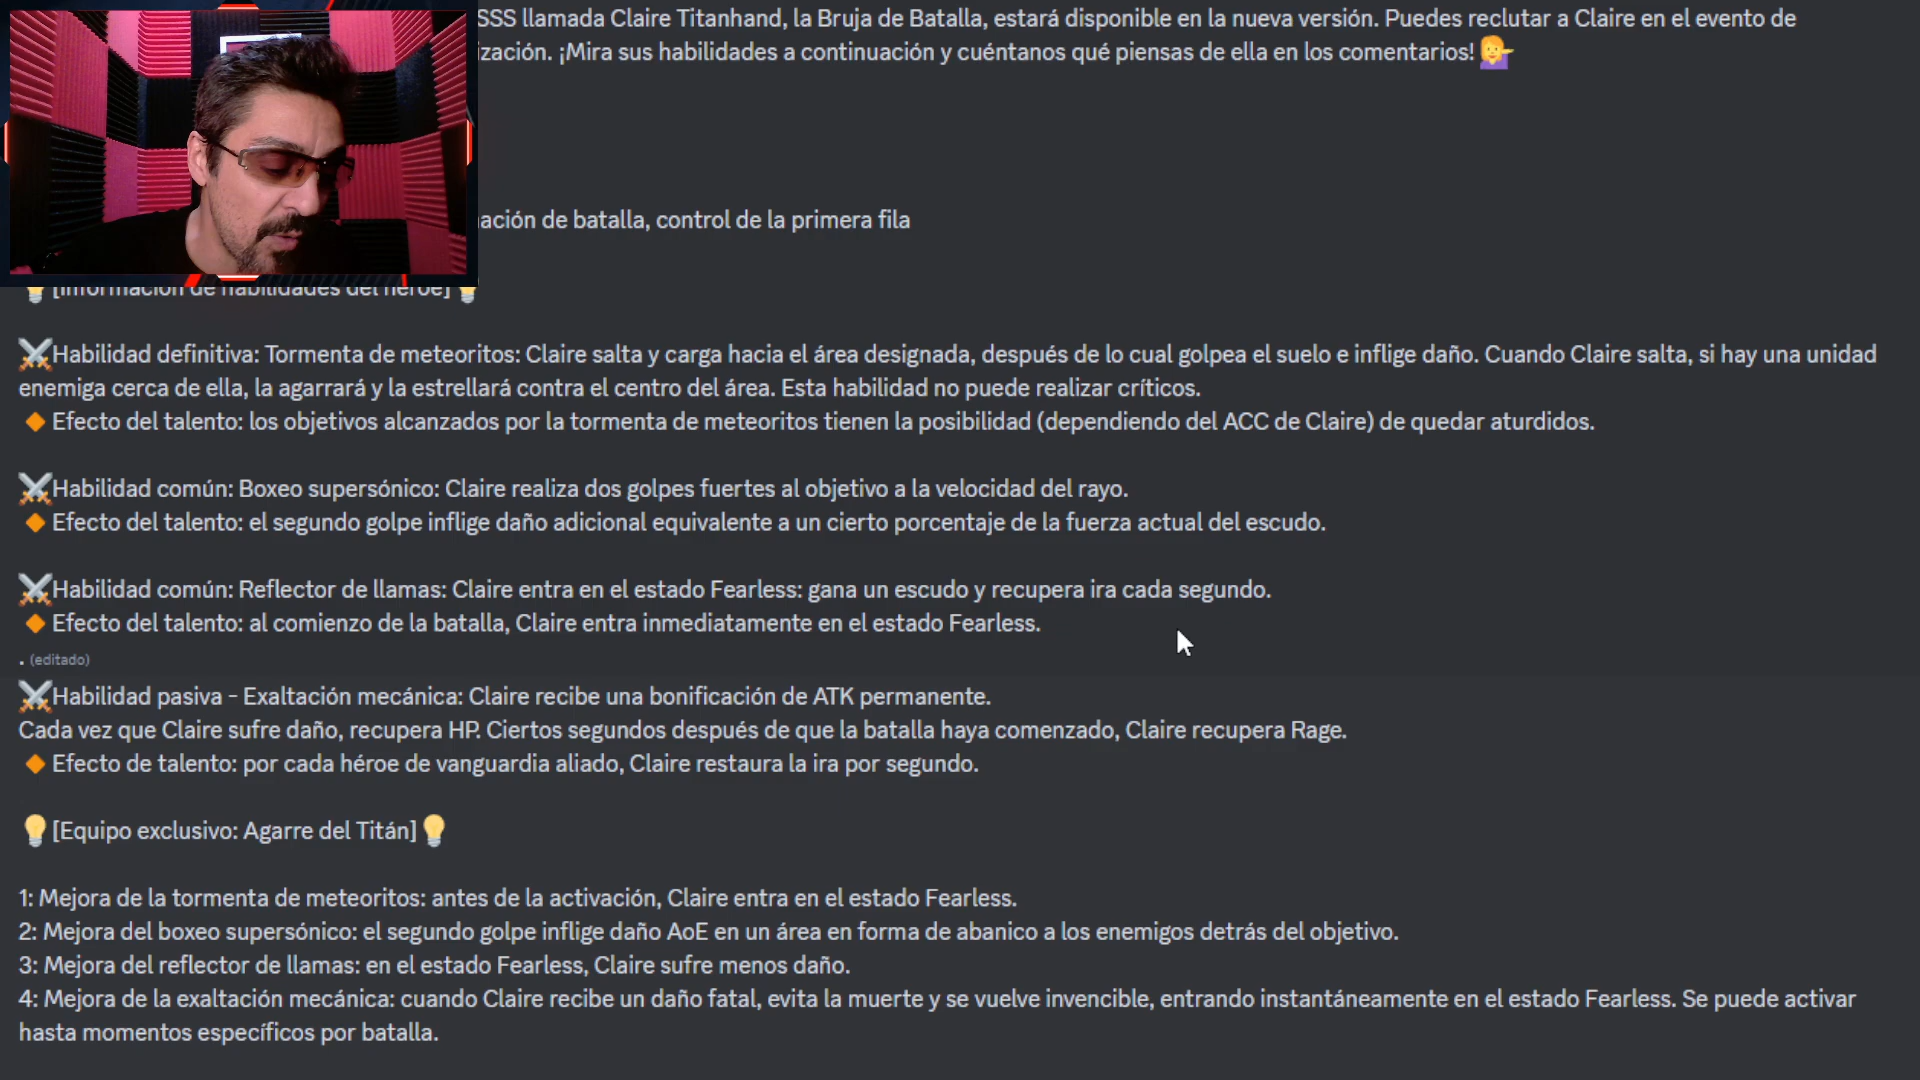 SSS llamada Claire Titanhand, la Bruja de Batalla, estará disponible en la nueva versión. Puedes reclutar a Claire en el evento de
ización. ¡Mira sus habilidades a continuación y cuéntanos qué piensas de ella en los comentarios!
ación de batalla, control de la primera fila
[Información de habilidades del héroe]
Habilidad definitiva: Tormenta de meteoritos: Claire salta y carga hacia el área designada, después de lo cual golpea el suelo e inflige daño. Cuando Claire salta, si hay una unidad
enemiga cerca de ella, la agarrará y la estrellará contra el centro del área. Esta habilidad no puede realizar críticos.
Efecto del talento: los objetivos alcanzados por la tormenta de meteoritos tienen la posibilidad (dependiendo del ACC de Claire) de quedar aturdidos.
Habilidad común: Boxeo supersónico: Claire realiza dos golpes fuertes al objetivo a la velocidad del rayo.
Efecto del talento: el segundo golpe inflige daño adicional equivalente a un cierto porcentaje de la fuerza actual del escudo.
Habilidad común: Reflector de llamas: Claire entra en el estado Fearless: gana un escudo y recupera ira cada segundo.
Efecto del talento: al comienzo de la batalla, Claire entra inmediatamente en el estado Fearless.
. (editado)
Habilidad pasiva - Exaltación mecánica: Claire recibe una bonificación de ATK permanente.
Cada vez que Claire sufre daño, recupera HP. Ciertos segundos después de que la batalla haya comenzado, Claire recupera Rage.
Efecto de talento: por cada héroe de vanguardia aliado, Claire restaura la ira por segundo.
[Equipo exclusivo: Agarre del Titán]
1: Mejora de la tormenta de meteoritos: antes de la activación, Claire entra en el estado Fearless.
2: Mejora del boxeo supersónico: el segundo golpe inflige daño AoE en un área en forma de abanico a los enemigos detrás del objetivo.
3: Mejora del reflector de llamas: en el estado Fearless, Claire sufre menos daño.
4: Mejora de la exaltación mecánica: cuando Claire recibe un daño fatal, evita la muerte y se vuelve invencible, entrando instantáneamente en el estado Fearless. Se puede activar
hasta momentos específicos por batalla.